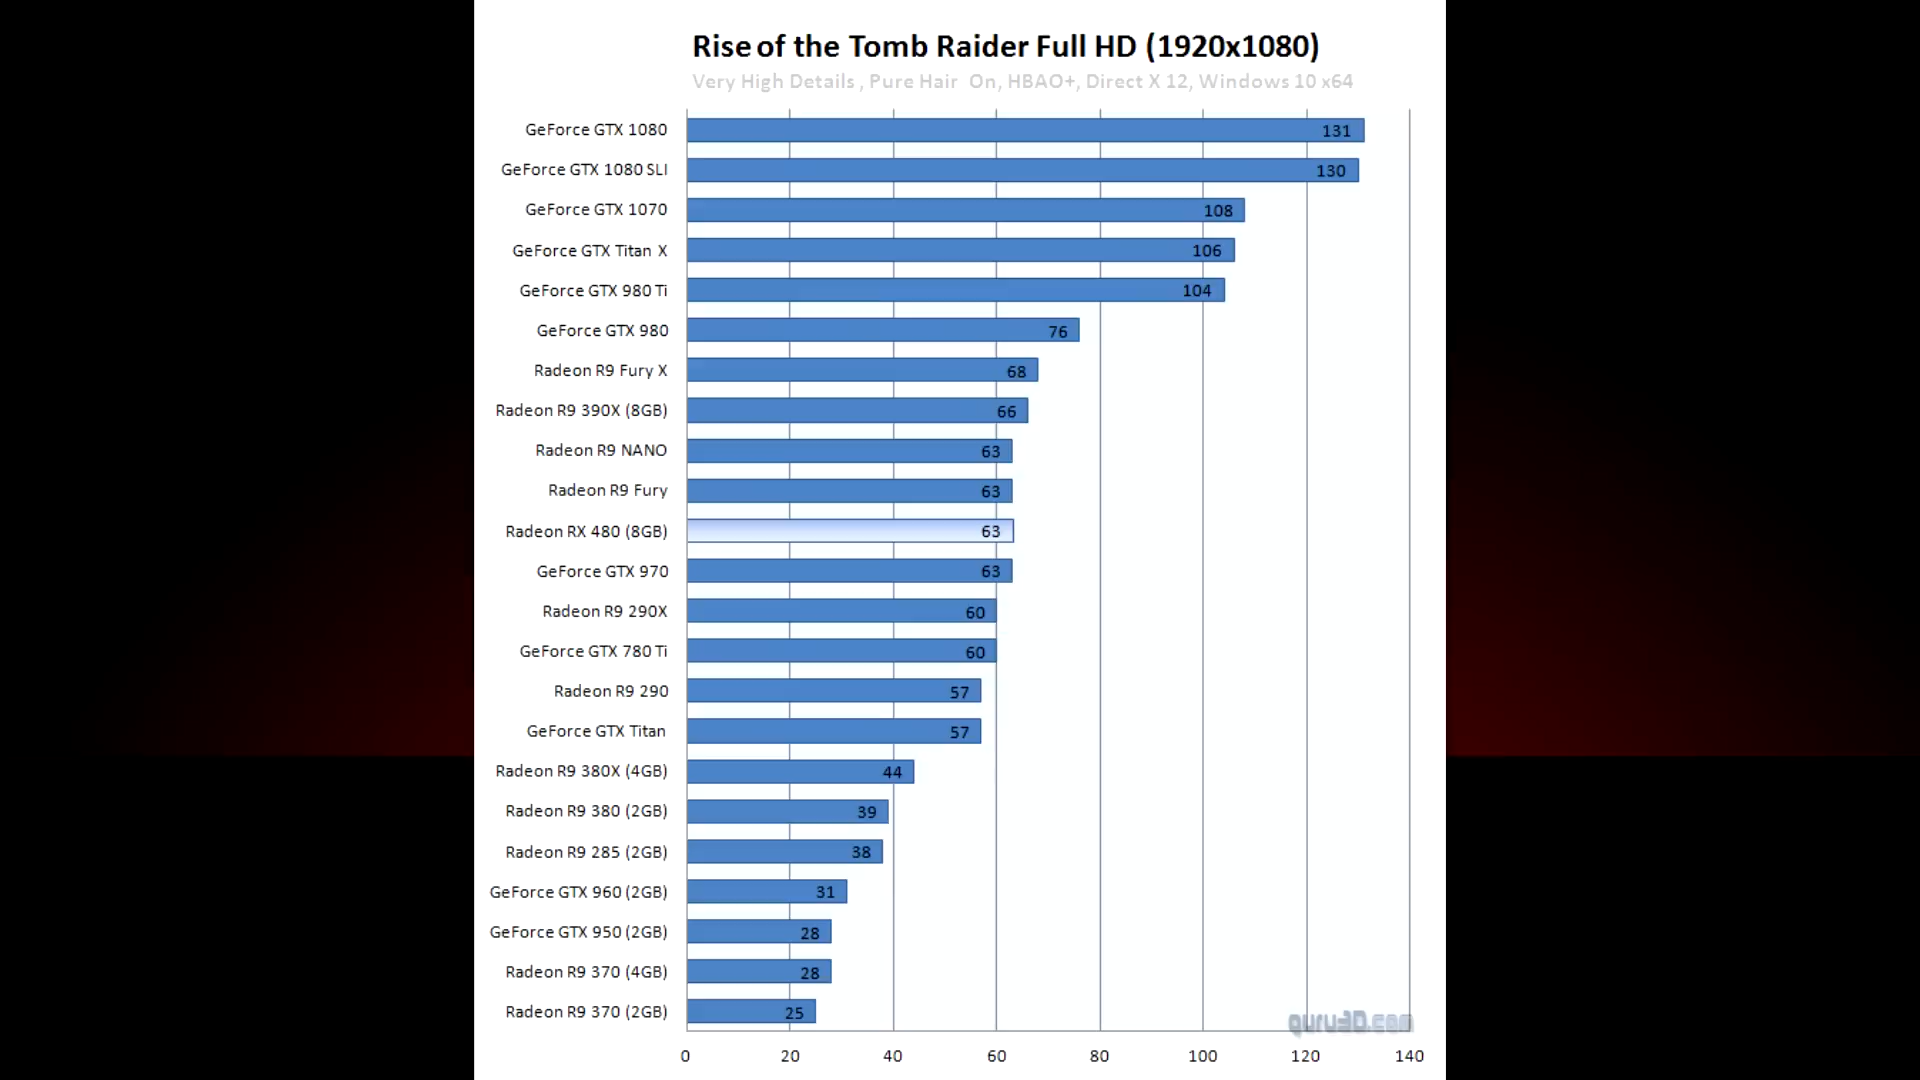 Rise of the Tomb Raider Full HD (1920x1080)
Very High Details , Pure Hair On, HBAO+, Direct X 12, Windows 10 x64
GeForce GTX 1080 131
GeForce GTX 1080 SLI 130
GeForce GTX 1070 108
GeForce GTX Titan X 106
GeForce GTX 980 Ti 104
GeForce GTX 980 76
Radeon R9 Fury X 68
Radeon R9 390X (8GB) 66
Radeon R9 NANO 63
Radeon R9 Fury 63
Radeon RX 480 (8GB) 63
GeForce GTX 970 63
Radeon R9 290X 60
GeForce GTX 780 Ti 60
Radeon R9 290 57
GeForce GTX Titan 57
Radeon R9 380X (4GB) 44
Radeon R9 380 (2GB) 39
Radeon R9 285 (2GB) 38
GeForce GTX 960 (2GB) 31
GeForce GTX 950 (2GB) 28
Radeon R9 370 (4GB) 28
Radeon R9 370 (2GB) 25
guru3D.com
0 20 40 60 80 100 120 140